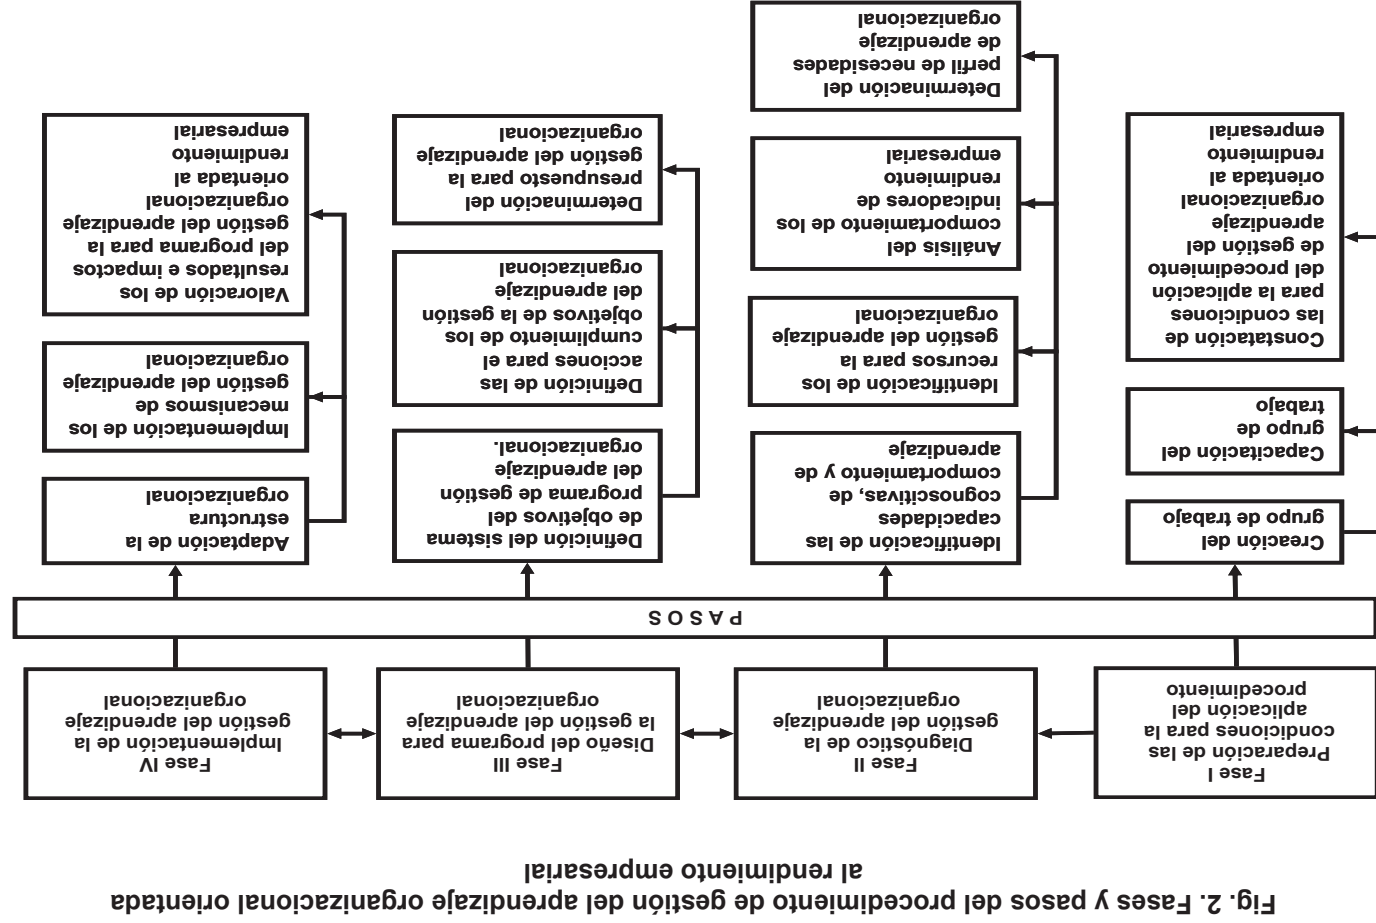 Fig. 2. Fases y pasos del procedimiento de gestión del aprendizaje organizacional orientada
al rendimiento empresarial
Fase I
Preparación de las
condiciones para la
aplicación del
procedimiento
Fase II
Diagnóstico de la
gestión del aprendizaje
organizacional
Fase III
Diseño del programa para
la gestión del aprendizaje
organizacional
Fase IV
Implementación de la
gestión del aprendizaje
organizacional
PASOS
Creación del
grupo de trabajo
Capacitación del
grupo de
trabajo
Constatación de
las condiciones
para la aplicación
del procedimiento
de gestión del
aprendizaje
organizacional
orientada al
rendimiento
empresarial
Identificación de las
capacidades
cognoscitivas, de
comportamiento y de
aprendizaje
Identificación de los
recursos para la
gestión del aprendizaje
organizacional
Análisis del
comportamiento de los
indicadores de
rendimiento
empresarial
Determinación del
perfil de necesidades
de aprendizaje
organizacional
Definición del sistema
de objetivos del
programa de gestión
del aprendizaje
organizacional.
Definición de las
acciones para el
cumplimiento de los
objetivos de la gestión
del aprendizaje
organizacional
Determinación del
presupuesto para la
gestión del aprendizaje
organizacional
Adaptación de la
estructura
organizacional
Implementación de los
mecanismos de
gestión del aprendizaje
organizacional
Valoración de los
resultados e impactos
del programa para la
gestión del aprendizaje
organizacional
orientada al
rendimiento
empresarial